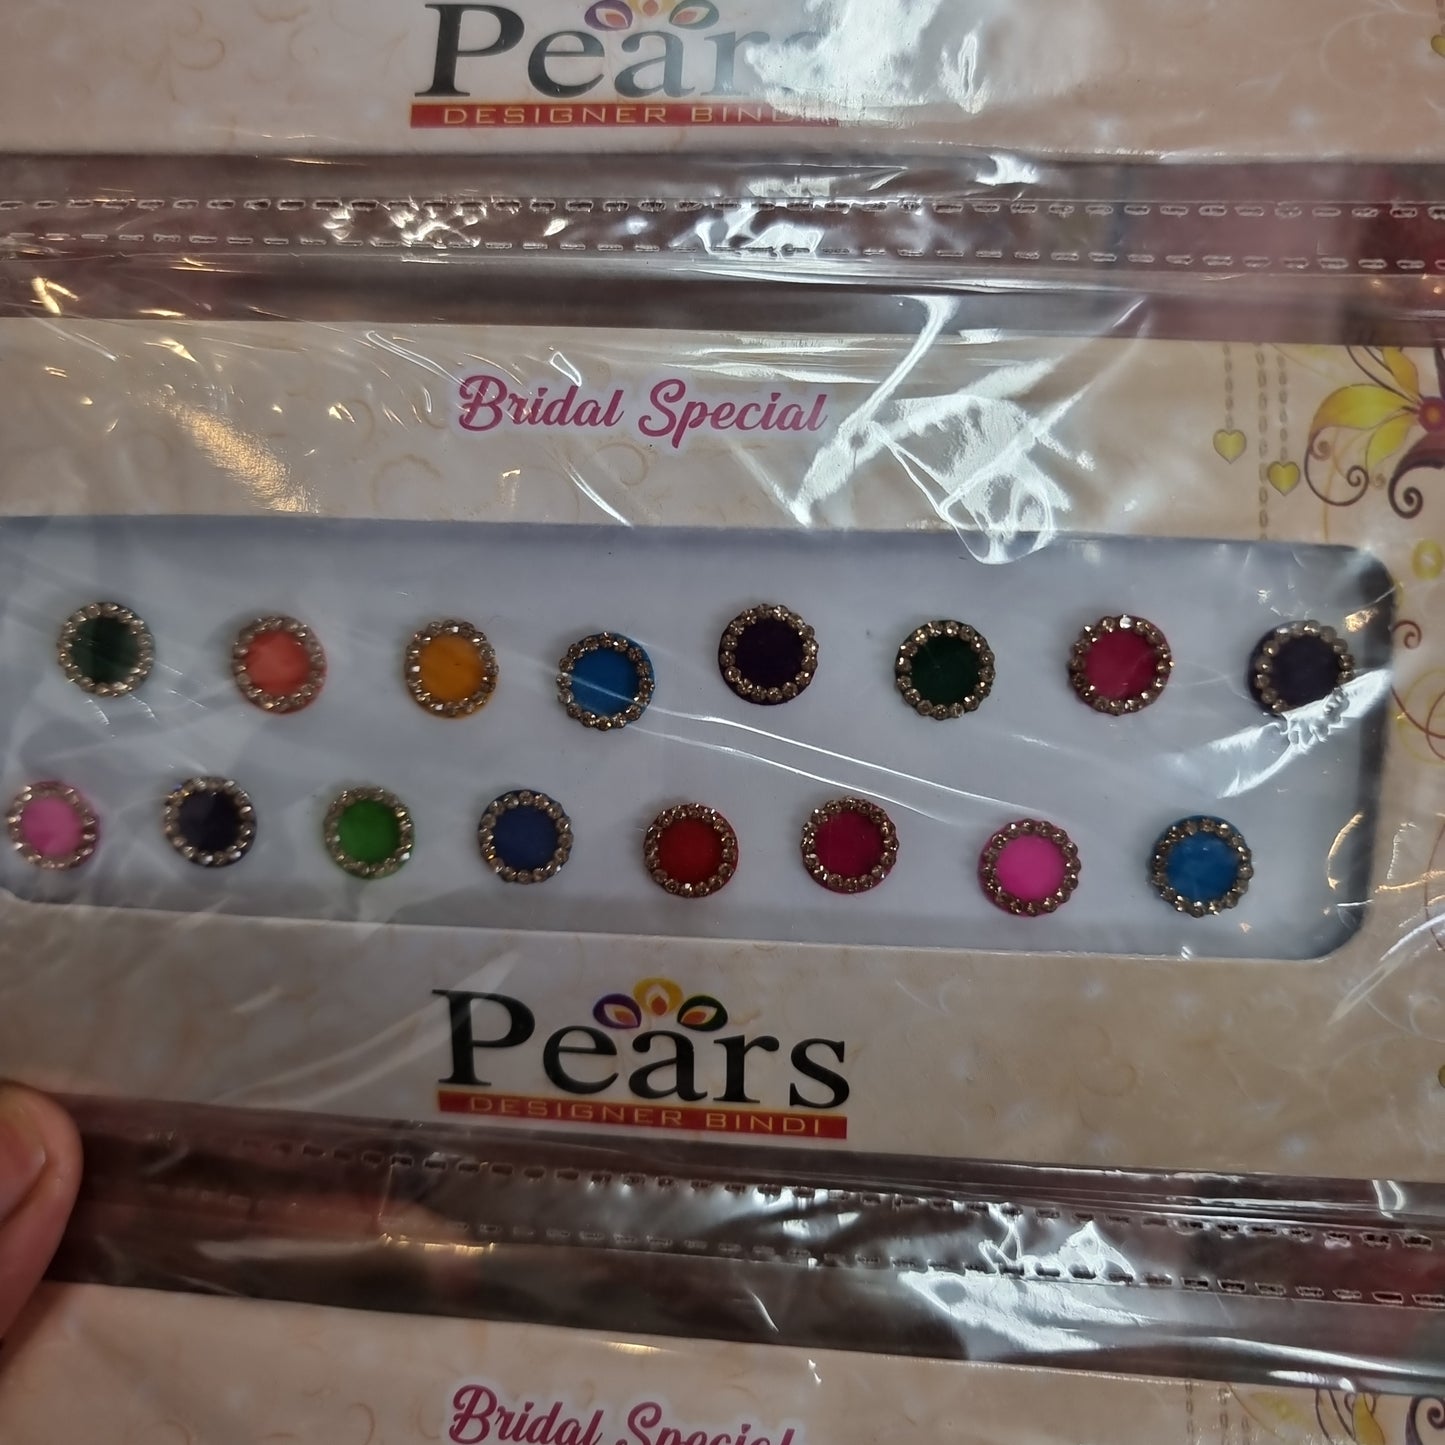 Pears
DESIGNER BINDI
Bridal Special
Pears
DESIGNER BINDI
Bridal Special